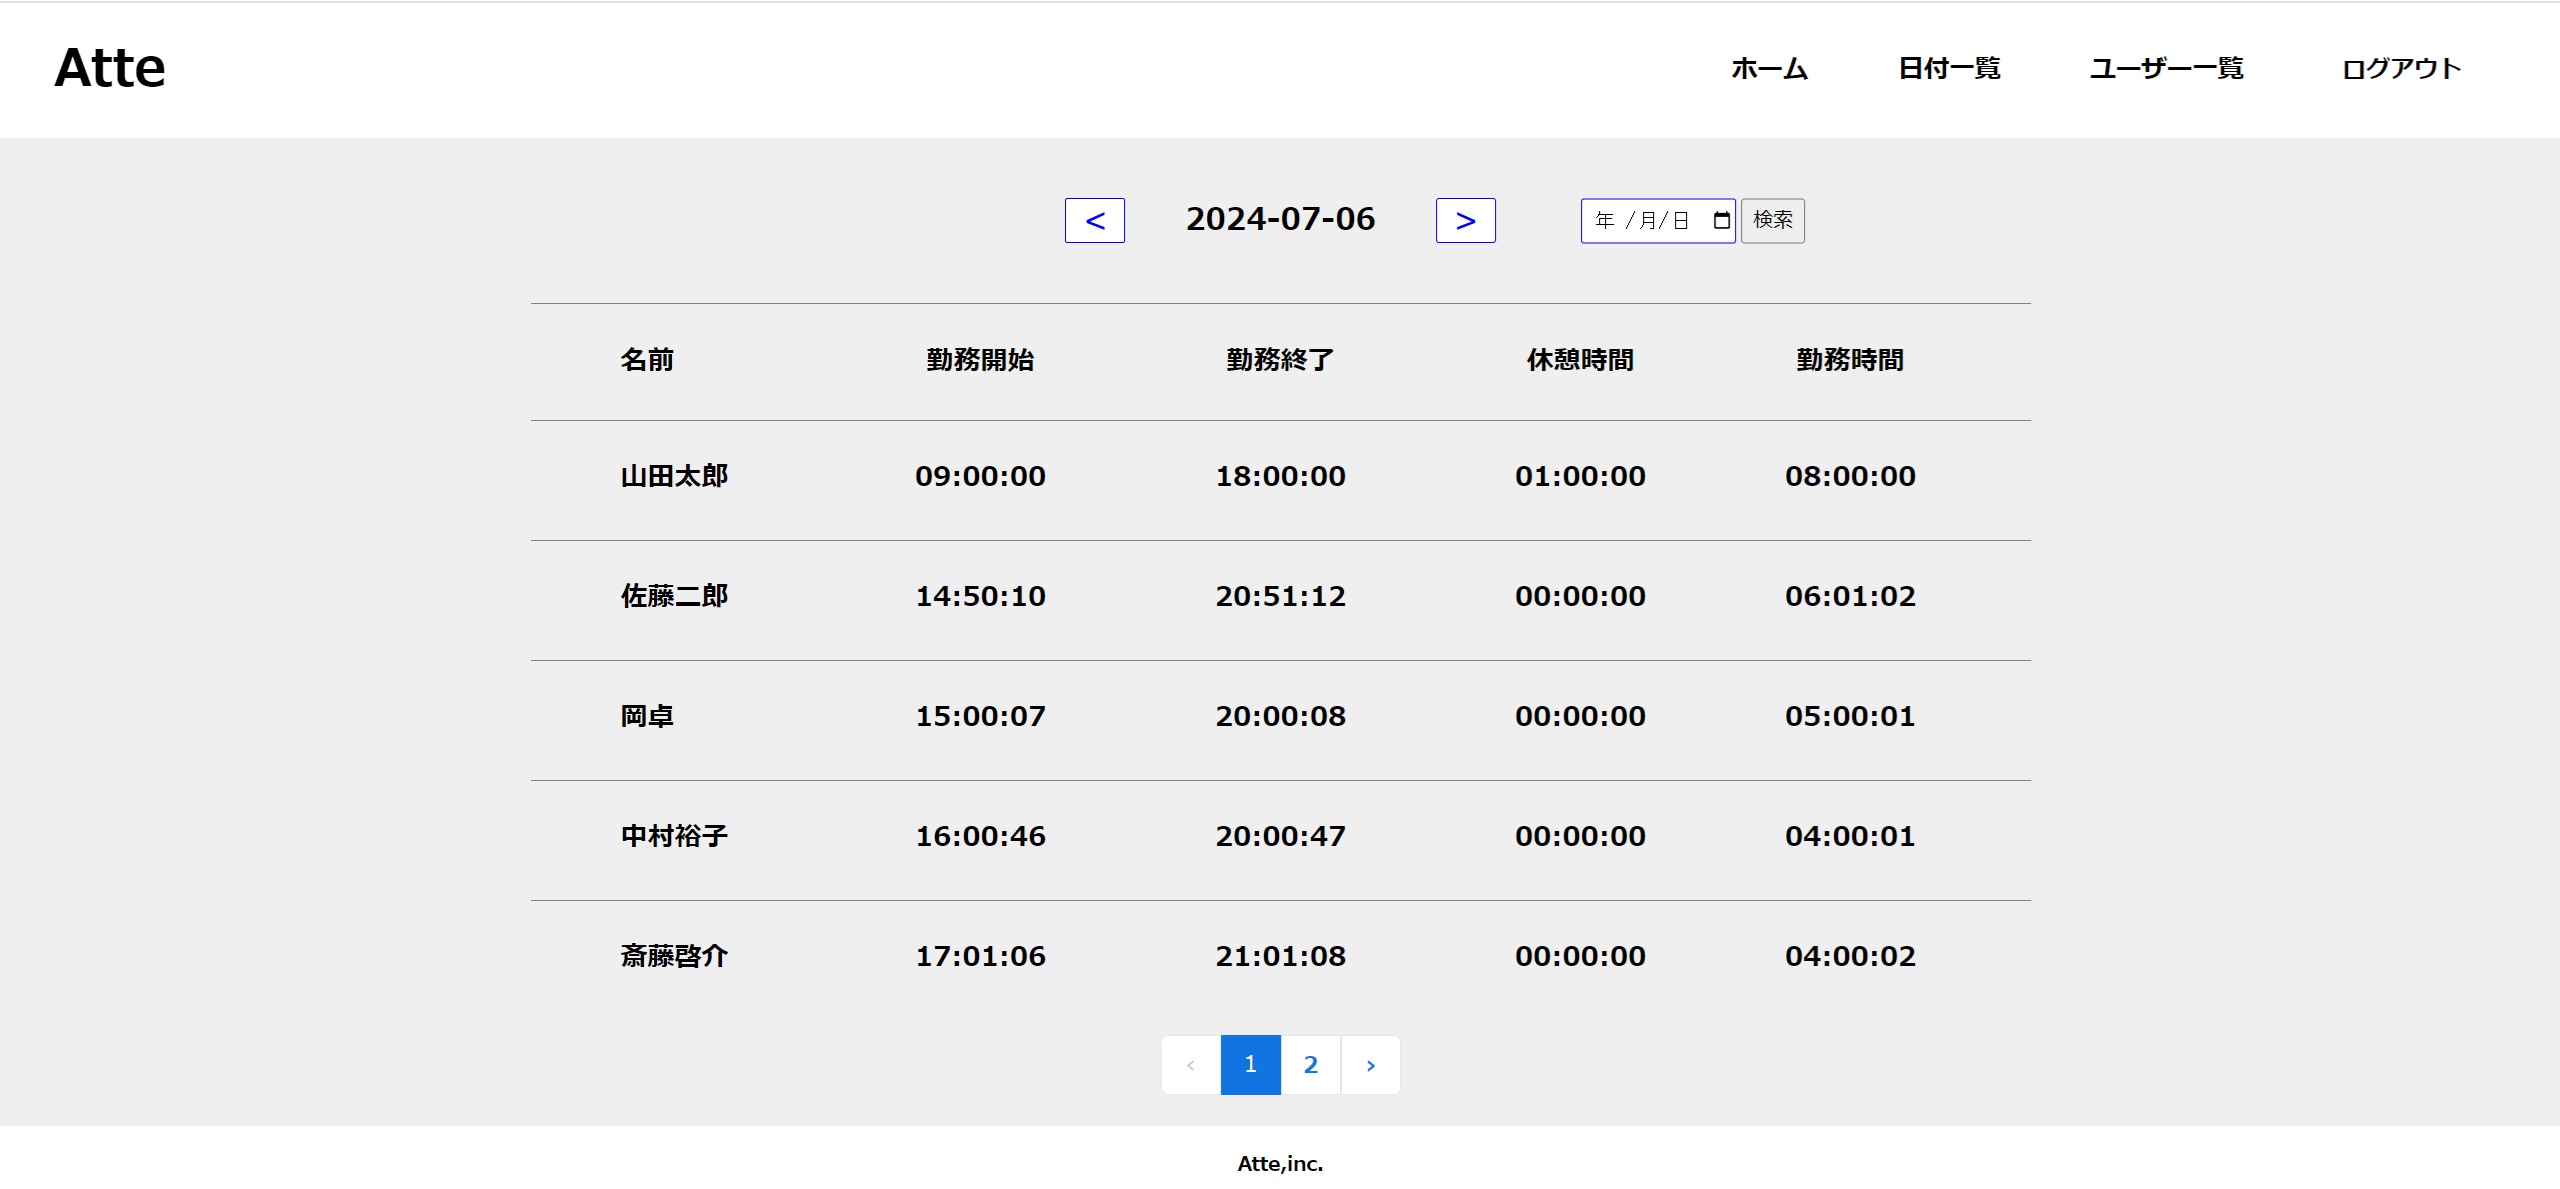 Atte ホーム 日付一覧 ユーザー一覧 ログアウト
< 2024-07-06 > 年 /月/日 検索
名前 勤務開始 勤務終了 休憩時間 勤務時間
山田太郎 09:00:00 18:00:00 01:00:00 08:00:00
佐藤二郎 14:50:10 20:51:12 00:00:00 06:01:02
岡卓 15:00:07 20:00:08 00:00:00 05:00:01
中村裕子 16:00:46 20:00:47 00:00:00 04:00:01
斎藤啓介 17:01:06 21:01:08 00:00:00 04:00:02
‹ 1 2 ›
Atte,inc.